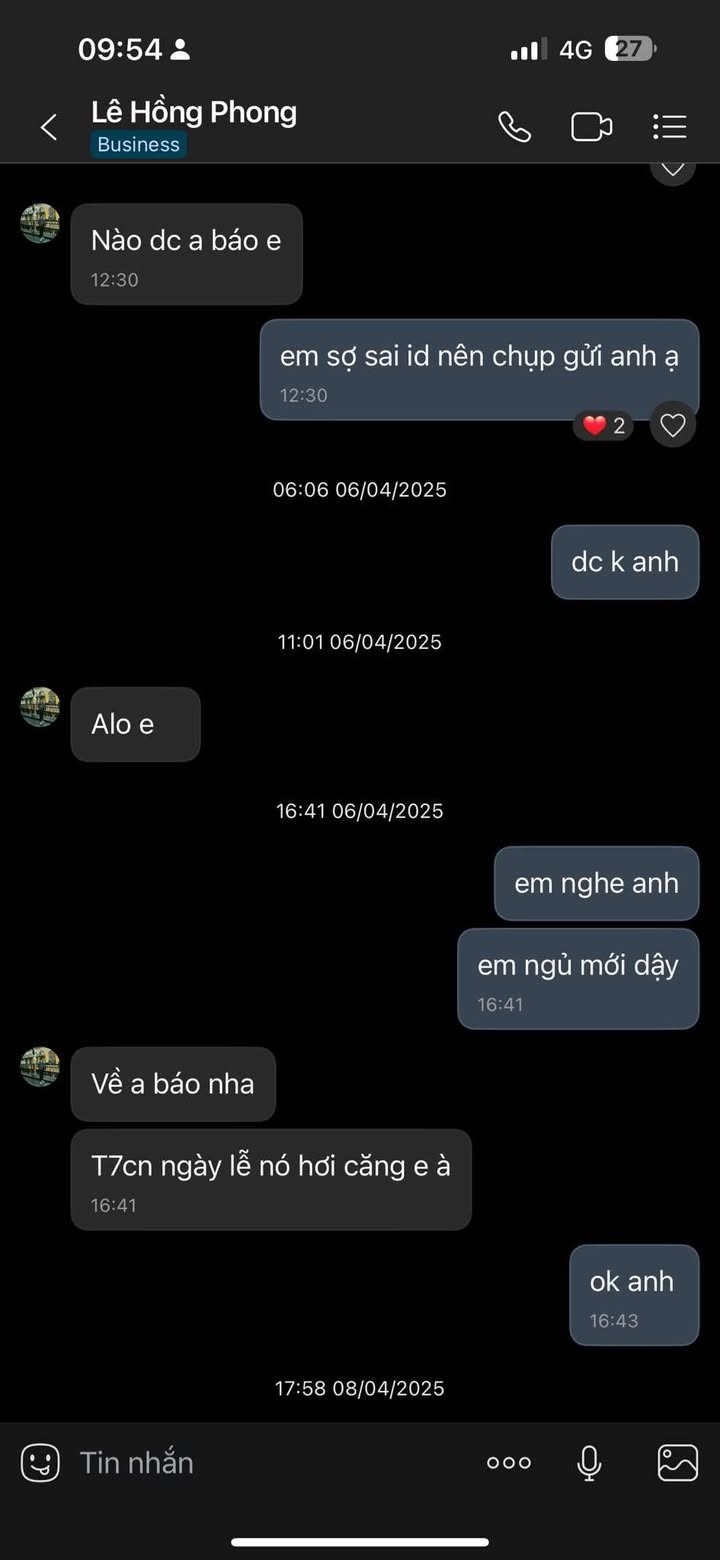 09:54
4G
27
Lê Hồng Phong
Business
Nào dc a báo e
12:30
em sợ sai id nên chụp gửi anh ạ
12:30
2
06:06 06/04/2025
dc k anh
11:01 06/04/2025
Alo e
16:41 06/04/2025
em nghe anh
em ngủ mới dậy
16:41
Về a báo nha
T7cn ngày lễ nó hơi căng e à
16:41
ok anh
16:43
17:58 08/04/2025
Tin nhắn